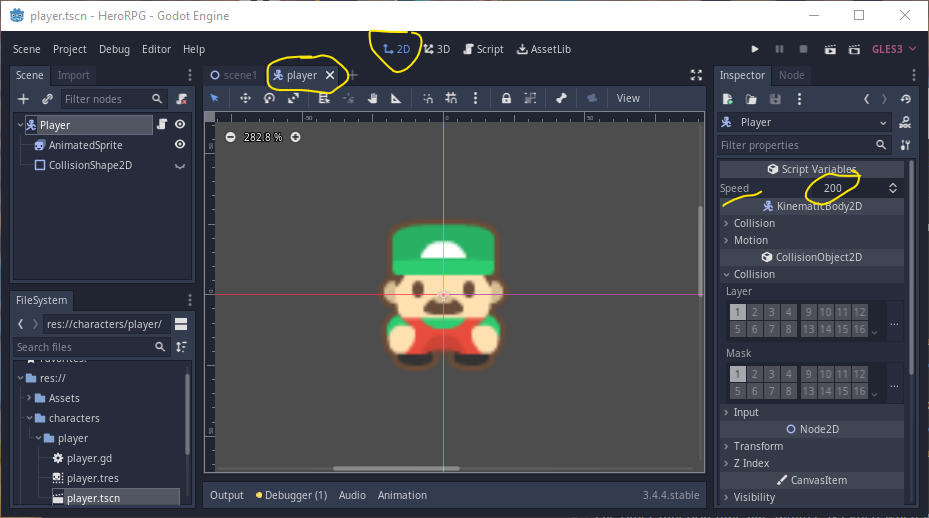 player.tscn - HeroRPG - Godot Engine
Scene Project Debug Editor Help
2D 3D Script AssetLib
GLES3
Scene Import
Filter nodes
Player
AnimatedSprite
CollisionShape2D
FileSystem
res://characters/player/
Search files
Favorites:
res://
Assets
characters
player
player.gd
player.tres
player.tscn
scene1 player
View
-50 0 50
282.8 %
Output Debugger (1) Audio Animation 3.4.4.stable
Inspector Node
Player
Filter properties
Script Variables
Speed 200
KinematicBody2D
Collision
Motion
CollisionObject2D
Collision
Layer
1 2 3 4 9 10 11 12
5 6 7 8 13 14 15 16
...
Mask
1 2 3 4 9 10 11 12
5 6 7 8 13 14 15 16
...
Input
Node2D
Transform
Z Index
CanvasItem
Visibility